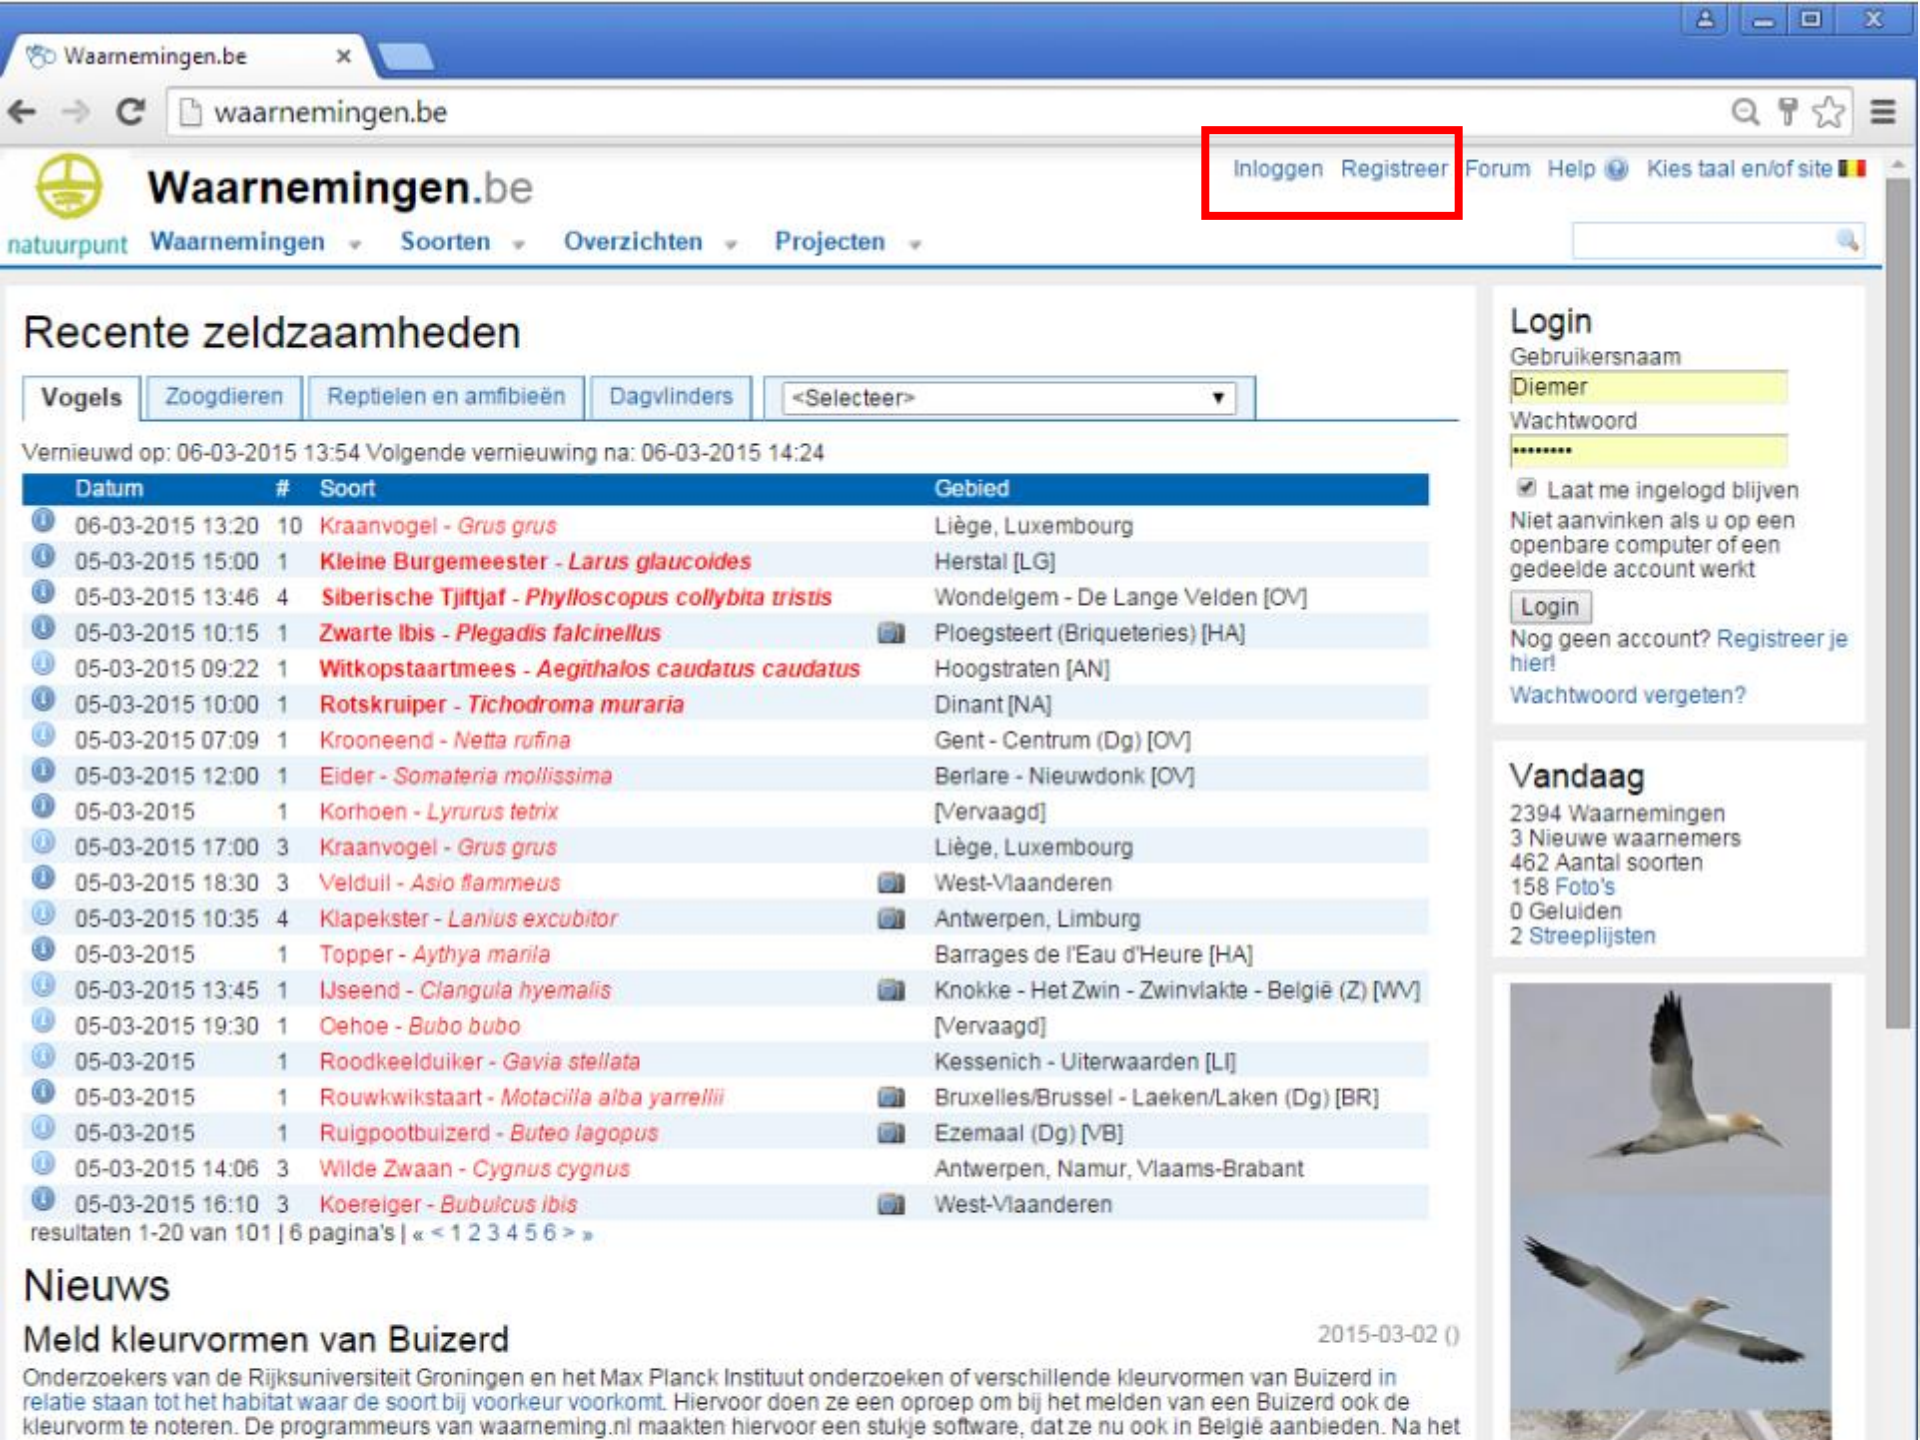 Waarnemingen.be
waarnemingen.be
Inloggen Registreer Forum Help Kies taal en/of site
Waarnemingen.be
natuurpunt Waarnemingen Soorten Overzichten Projecten
Recente zeldzaamheden
Vogels Zoogdieren Reptielen en amfibieën Dagvlinders <Selecteer>
Vernieuwd op: 06-03-2015 13:54 Volgende vernieuwing na: 06-03-2015 14:24
Datum # Soort Gebied
06-03-2015 13:20 10 Kraanvogel - Grus grus Liège, Luxembourg
05-03-2015 15:00 1 Kleine Burgemeester - Larus glaucoides Herstal [LG]
05-03-2015 13:46 4 Siberische Tjiftjaf - Phylloscopus collybita tristis Wondelgem - De Lange Velden [OV]
05-03-2015 10:15 1 Zwarte Ibis - Plegadis falcinellus Ploegsteert (Briqueteries) [HA]
05-03-2015 09:22 1 Witkopstaartmees - Aegithalos caudatus caudatus Hoogstraten [AN]
05-03-2015 10:00 1 Rotskruiper - Tichodroma muraria Dinant [NA]
05-03-2015 07:09 1 Krooneend - Netta rufina Gent - Centrum (Dg) [OV]
05-03-2015 12:00 1 Eider - Somateria mollissima Berlare - Nieuwdonk [OV]
05-03-2015 1 Korhoen - Lyrurus tetrix [Vervaagd]
05-03-2015 17:00 3 Kraanvogel - Grus grus Liège, Luxembourg
05-03-2015 18:30 3 Velduil - Asio flammeus West-Vlaanderen
05-03-2015 10:35 4 Klapekster - Lanius excubitor Antwerpen, Limburg
05-03-2015 1 Topper - Aythya marila Barrages de l'Eau d'Heure [HA]
05-03-2015 13:45 1 IJseend - Clangula hyemalis Knokke - Het Zwin - Zwinvlakte - België (Z) [WV]
05-03-2015 19:30 1 Oehoe - Bubo bubo [Vervaagd]
05-03-2015 1 Roodkeelduiker - Gavia stellata Kessenich - Uiterwaarden [LI]
05-03-2015 1 Rouwkwikstaart - Motacilla alba yarrellii Bruxelles/Brussel - Laeken/Laken (Dg) [BR]
05-03-2015 1 Ruigpootbuizerd - Buteo lagopus Ezemaal (Dg) [VB]
05-03-2015 14:06 3 Wilde Zwaan - Cygnus cygnus Antwerpen, Namur, Vlaams-Brabant
05-03-2015 16:10 3 Koereiger - Bubulcus ibis West-Vlaanderen
resultaten 1-20 van 101 | 6 pagina's | « < 1 2 3 4 5 6 > »
Nieuws
Meld kleurvormen van Buizerd
2015-03-02 ()
Onderzoekers van de Rijksuniversiteit Groningen en het Max Planck Instituut onderzoeken of verschillende kleurvormen van Buizerd in
relatie staan tot het habitat waar de soort bij voorkeur voorkomt. Hiervoor doen ze een oproep om bij het melden van een Buizerd ook de
kleurvorm te noteren. De programmeurs van waarneming.nl maakten hiervoor een stukje software, dat ze nu ook in België aanbieden. Na het
Login
Gebruikersnaam
Diemer
Wachtwoord
••••••••
Laat me ingelogd blijven
Niet aanvinken als u op een
openbare computer of een
gedeelde account werkt
Login
Nog geen account? Registreer je
hier!
Wachtwoord vergeten?
Vandaag
2394 Waarnemingen
3 Nieuwe waarnemers
462 Aantal soorten
158 Foto's
0 Geluiden
2 Streeplijsten